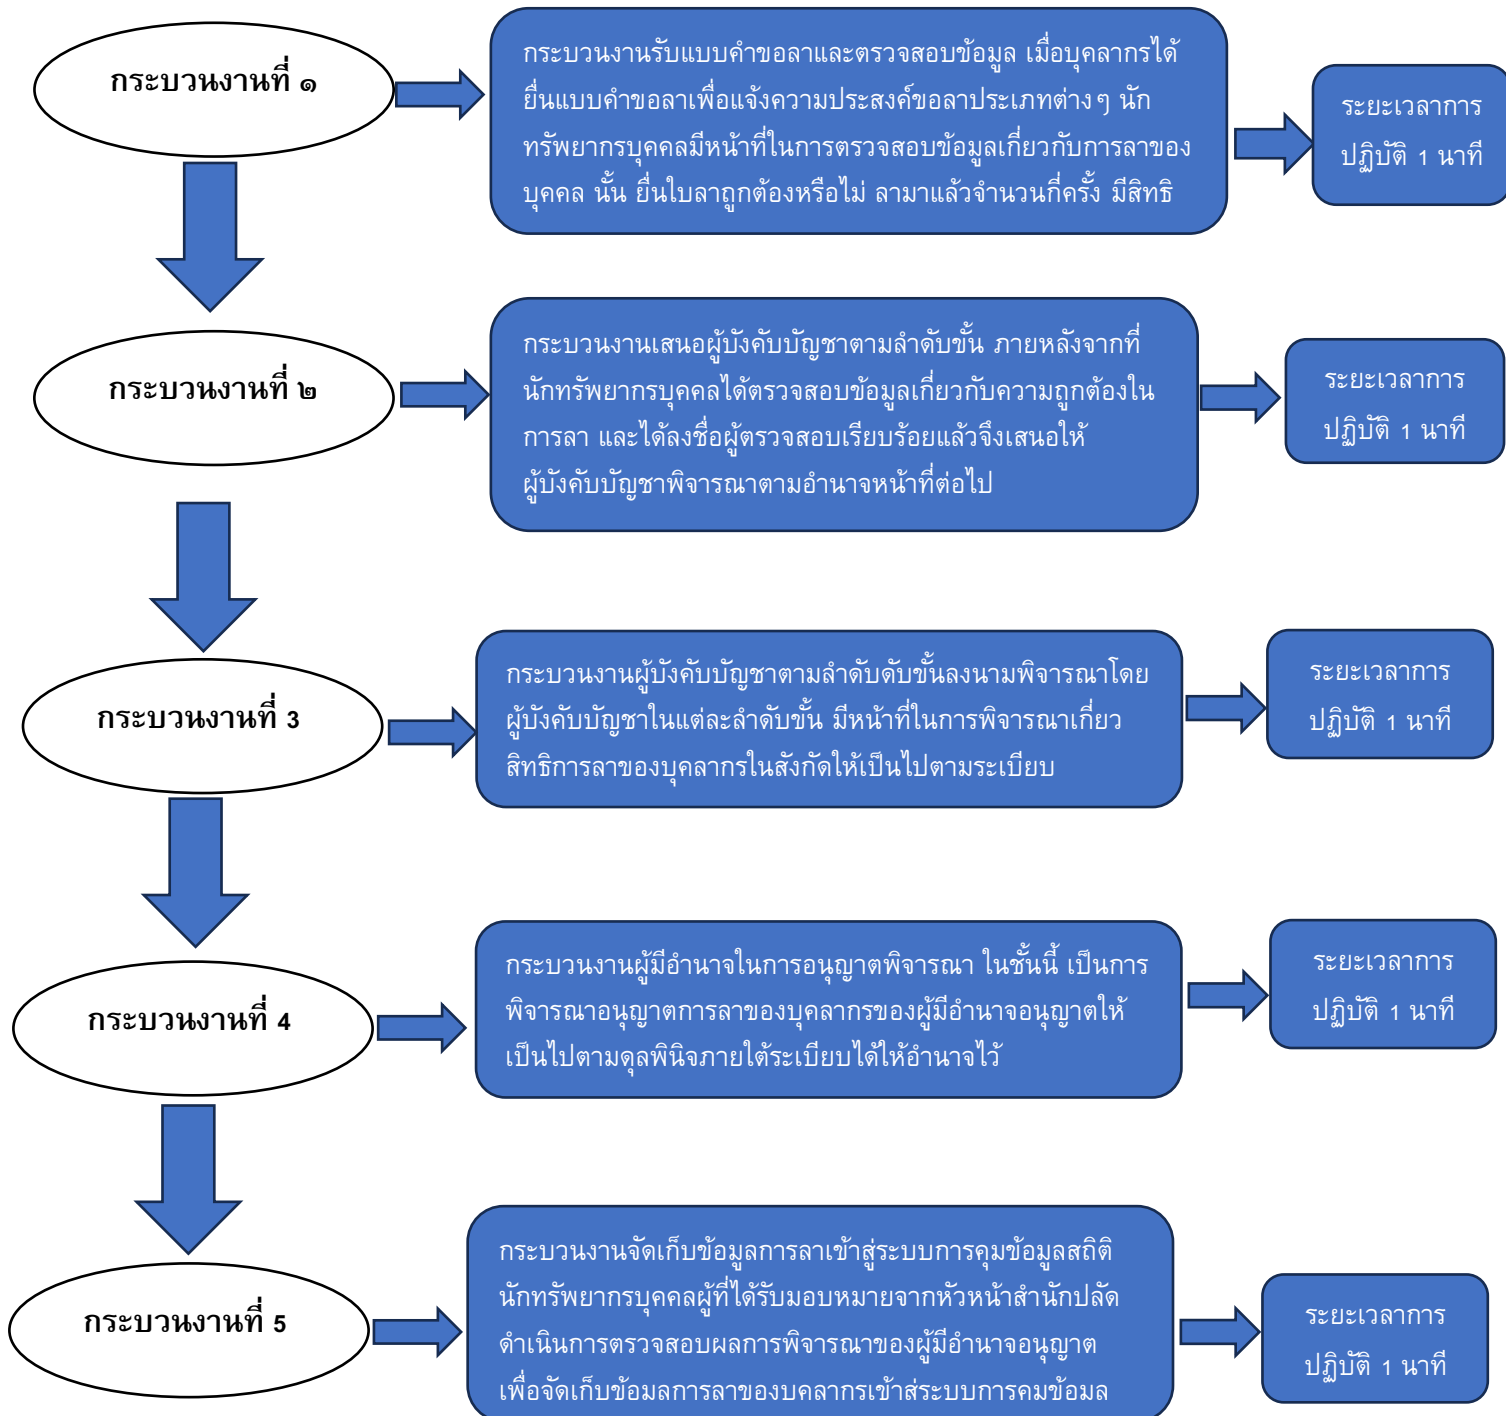 กระบวนงานที่ ๑
กระบวนงานรับแบบคำขอลาและตรวจสอบข้อมูล เมื่อบุคลากรได้
ยื่นแบบคำขอลาเพื่อแจ้งความประสงค์ขอลาประเภทต่างๆ นัก
ทรัพยากรบุคคลมีหน้าที่ในการตรวจสอบข้อมูลเกี่ยวกับการลาของ
บุคคล นั้น ยื่นใบลาถูกต้องหรือไม่ ลามาแล้วจำนวนกี่ครั้ง มีสิทธิ
ระยะเวลาการ
ปฏิบัติ 1 นาที
กระบวนงานที่ ๒
กระบวนงานเสนอผู้บังคับบัญชาตามลำดับขั้น ภายหลังจากที่
นักทรัพยากรบุคคลได้ตรวจสอบข้อมูลเกี่ยวกับความถูกต้องใน
การลา และได้ลงชื่อผู้ตรวจสอบเรียบร้อยแล้วจึงเสนอให้
ผู้บังคับบัญชาพิจารณาตามอำนาจหน้าที่ต่อไป
ระยะเวลาการ
ปฏิบัติ 1 นาที
กระบวนงานที่ 3
กระบวนงานผู้บังคับบัญชาตามลำดับดับขั้นลงนามพิจารณาโดย
ผู้บังคับบัญชาในแต่ละลำดับขั้น มีหน้าที่ในการพิจารณาเกี่ยว
สิทธิการลาของบุคลากรในสังกัดให้เป็นไปตามระเบียบ
ระยะเวลาการ
ปฏิบัติ 1 นาที
กระบวนงานที่ 4
กระบวนงานผู้มีอำนาจในการอนุญาตพิจารณา ในชั้นนี้ เป็นการ
พิจารณาอนุญาตการลาของบุคลากรของผู้มีอำนาจอนุญาตให้
เป็นไปตามดุลพินิจภายใต้ระเบียบได้ให้อำนาจไว้
ระยะเวลาการ
ปฏิบัติ 1 นาที
กระบวนงานที่ 5
กระบวนงานจัดเก็บข้อมูลการลาเข้าสู่ระบบการคุมข้อมูลสถิติ
นักทรัพยากรบุคคลผู้ที่ได้รับมอบหมายจากหัวหน้าสำนักปลัด
ดำเนินการตรวจสอบผลการพิจารณาของผู้มีอำนาจอนุญาต
เพื่อจัดเก็บข้อมูลการลาของบุคลากรเข้าสู่ระบบการคุมข้อมูล
ระยะเวลาการ
ปฏิบัติ 1 นาที